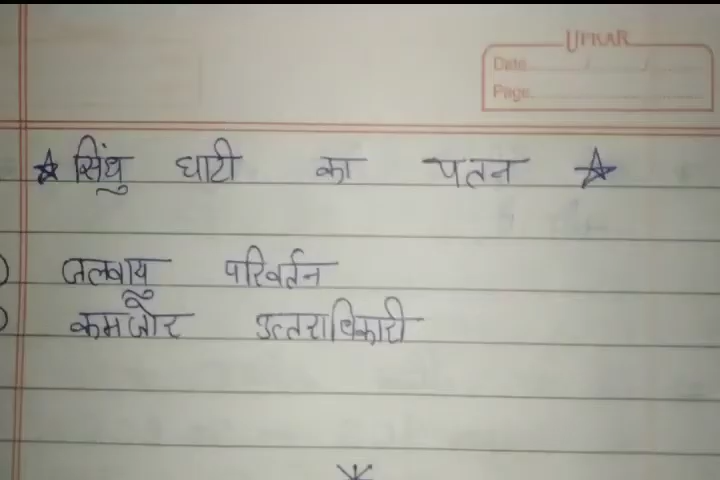 UPKAR
Date / /
Page
☆ सिंधु घाटी का पतन ☆
जलवायु परिवर्तन
कमजोर उत्तराधिकारी